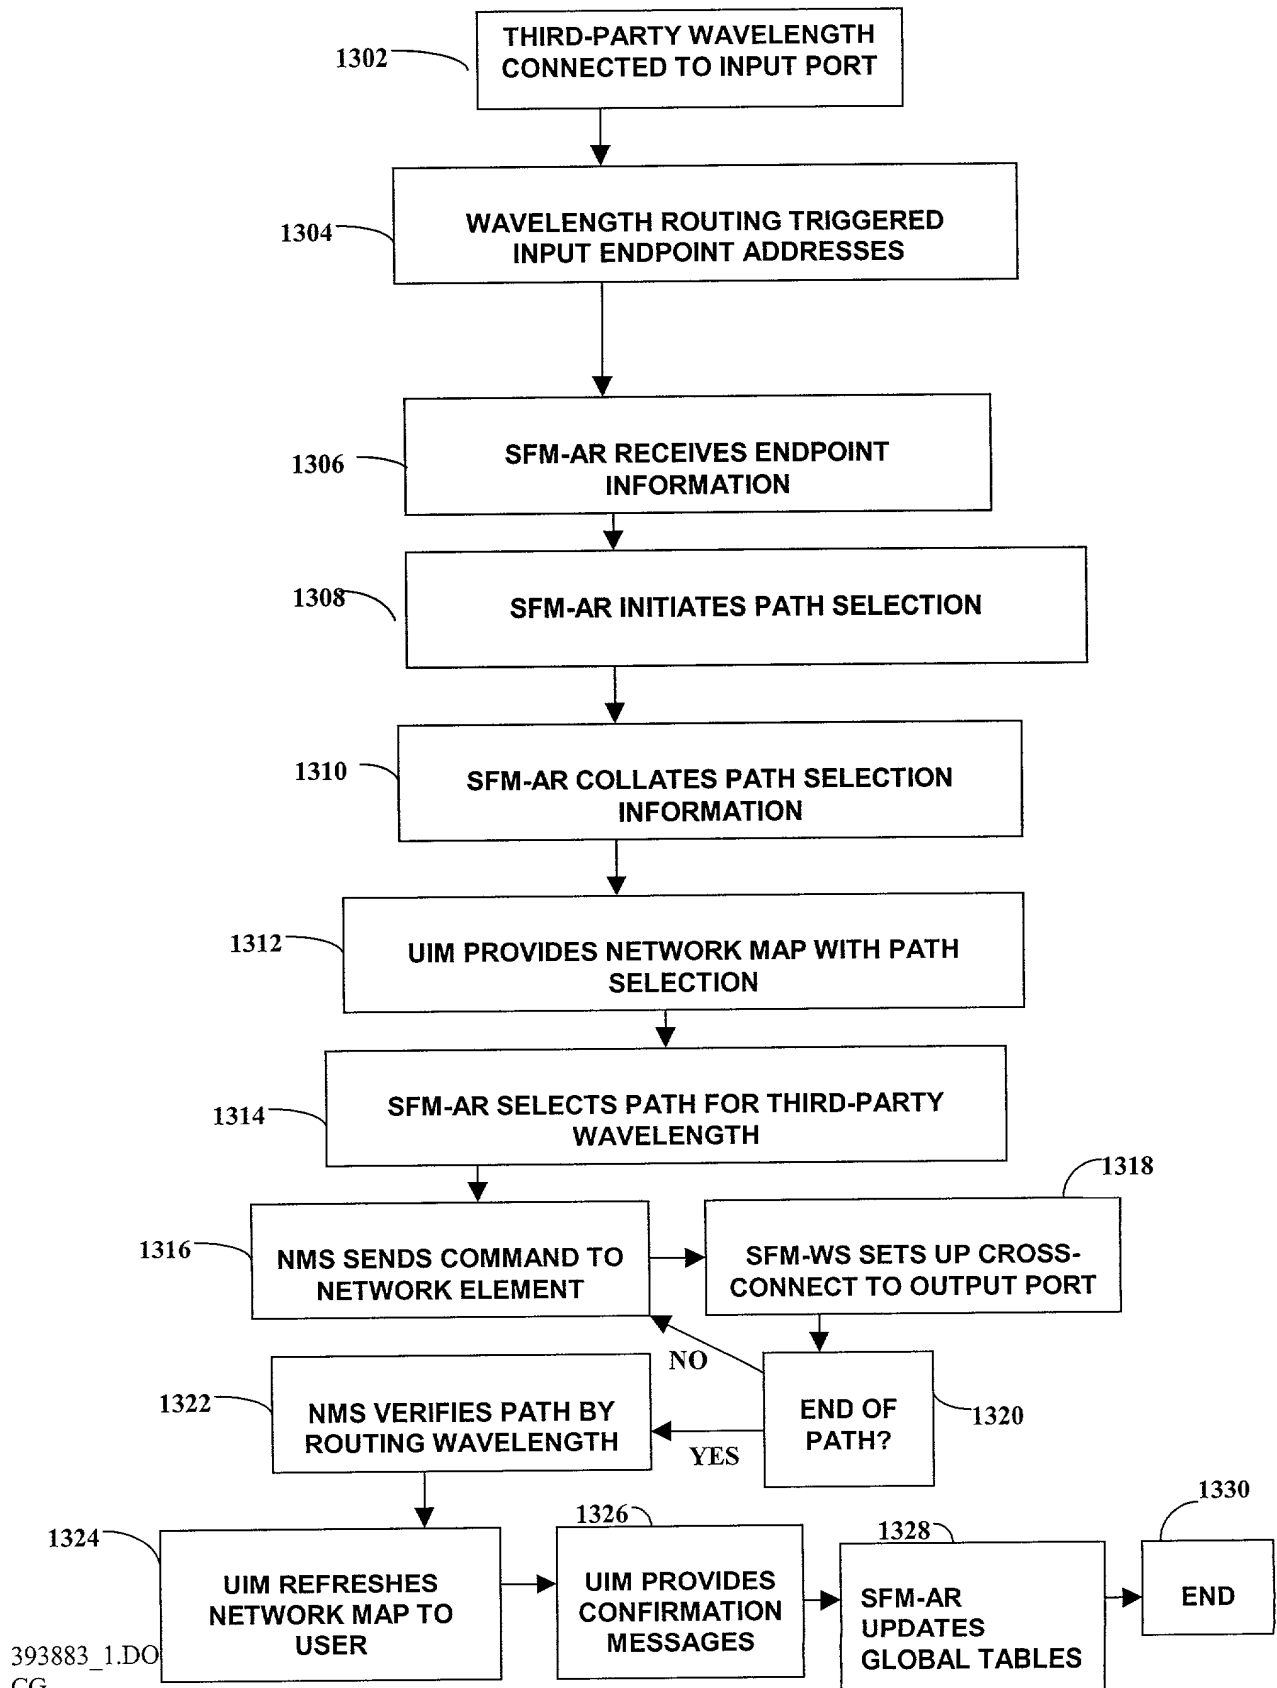 THIRD-PARTY WAVELENGTH
CONNECTED TO INPUT PORT
1302
WAVELENGTH ROUTING TRIGGERED
INPUT ENDPOINT ADDRESSES
1304
SFM-AR RECEIVES ENDPOINT
INFORMATION
1306
SFM-AR INITIATES PATH SELECTION
1308
SFM-AR COLLATES PATH SELECTION
INFORMATION
1310
UIM PROVIDES NETWORK MAP WITH PATH
SELECTION
1312
SFM-AR SELECTS PATH FOR THIRD-PARTY
WAVELENGTH
1314
NMS SENDS COMMAND TO
NETWORK ELEMENT
1316
1318
SFM-WS SETS UP CROSS-
CONNECT TO OUTPUT PORT
NO
END OF
PATH?
1320
YES
1322
NMS VERIFIES PATH BY
ROUTING WAVELENGTH
1324
UIM REFRESHES
NETWORK MAP TO
USER
1326
UIM PROVIDES
CONFIRMATION
MESSAGES
1328
SFM-AR
UPDATES
GLOBAL TABLES
1330
END
393883_1.DO
CG